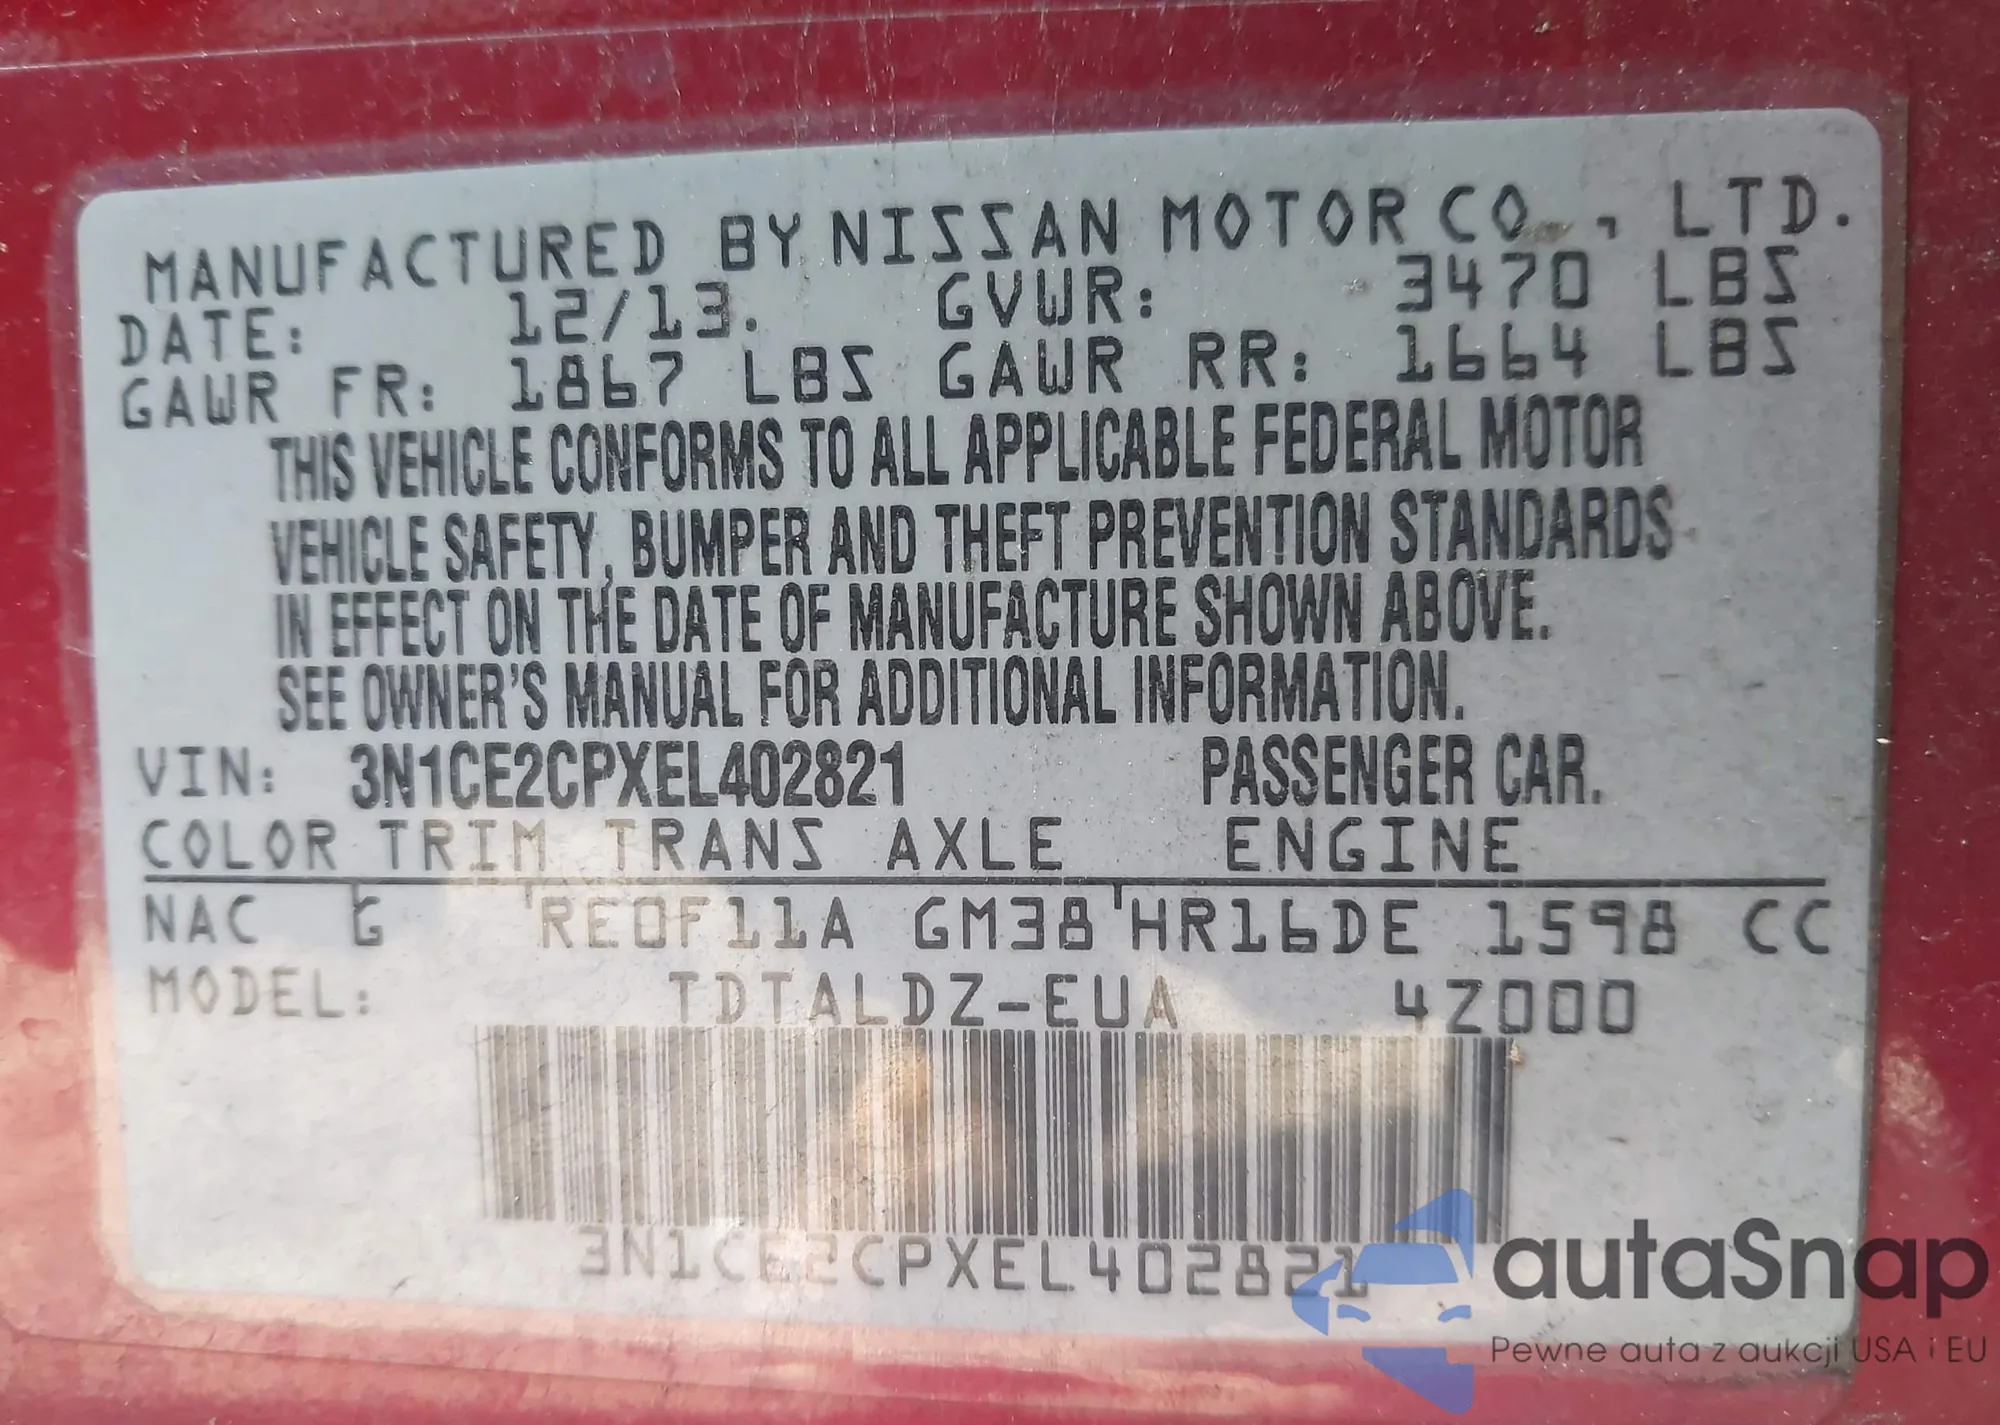 MANUFACTURED BY NISSAN MOTOR CO., LTD.
DATE: 12/13. GVWR: 3470 LBS
GAWR FR: 1867 LBS GAWR RR: 1664 LBS
THIS VEHICLE CONFORMS TO ALL APPLICABLE FEDERAL MOTOR
VEHICLE SAFETY, BUMPER AND THEFT PREVENTION STANDARDS
IN EFFECT ON THE DATE OF MANUFACTURE SHOWN ABOVE.
SEE OWNER'S MANUAL FOR ADDITIONAL INFORMATION.
VIN: 3N1CE2CPXEL402821 PASSENGER CAR.
COLOR TRIM TRANS AXLE ENGINE
NAC G RE0F11A GM38 HR16DE 1598 CC
MODEL: TDTALDZ-EUA 4Z000
3N1CE2CPXEL402821
autaSnap
Pewne auta z aukcji USA i EU